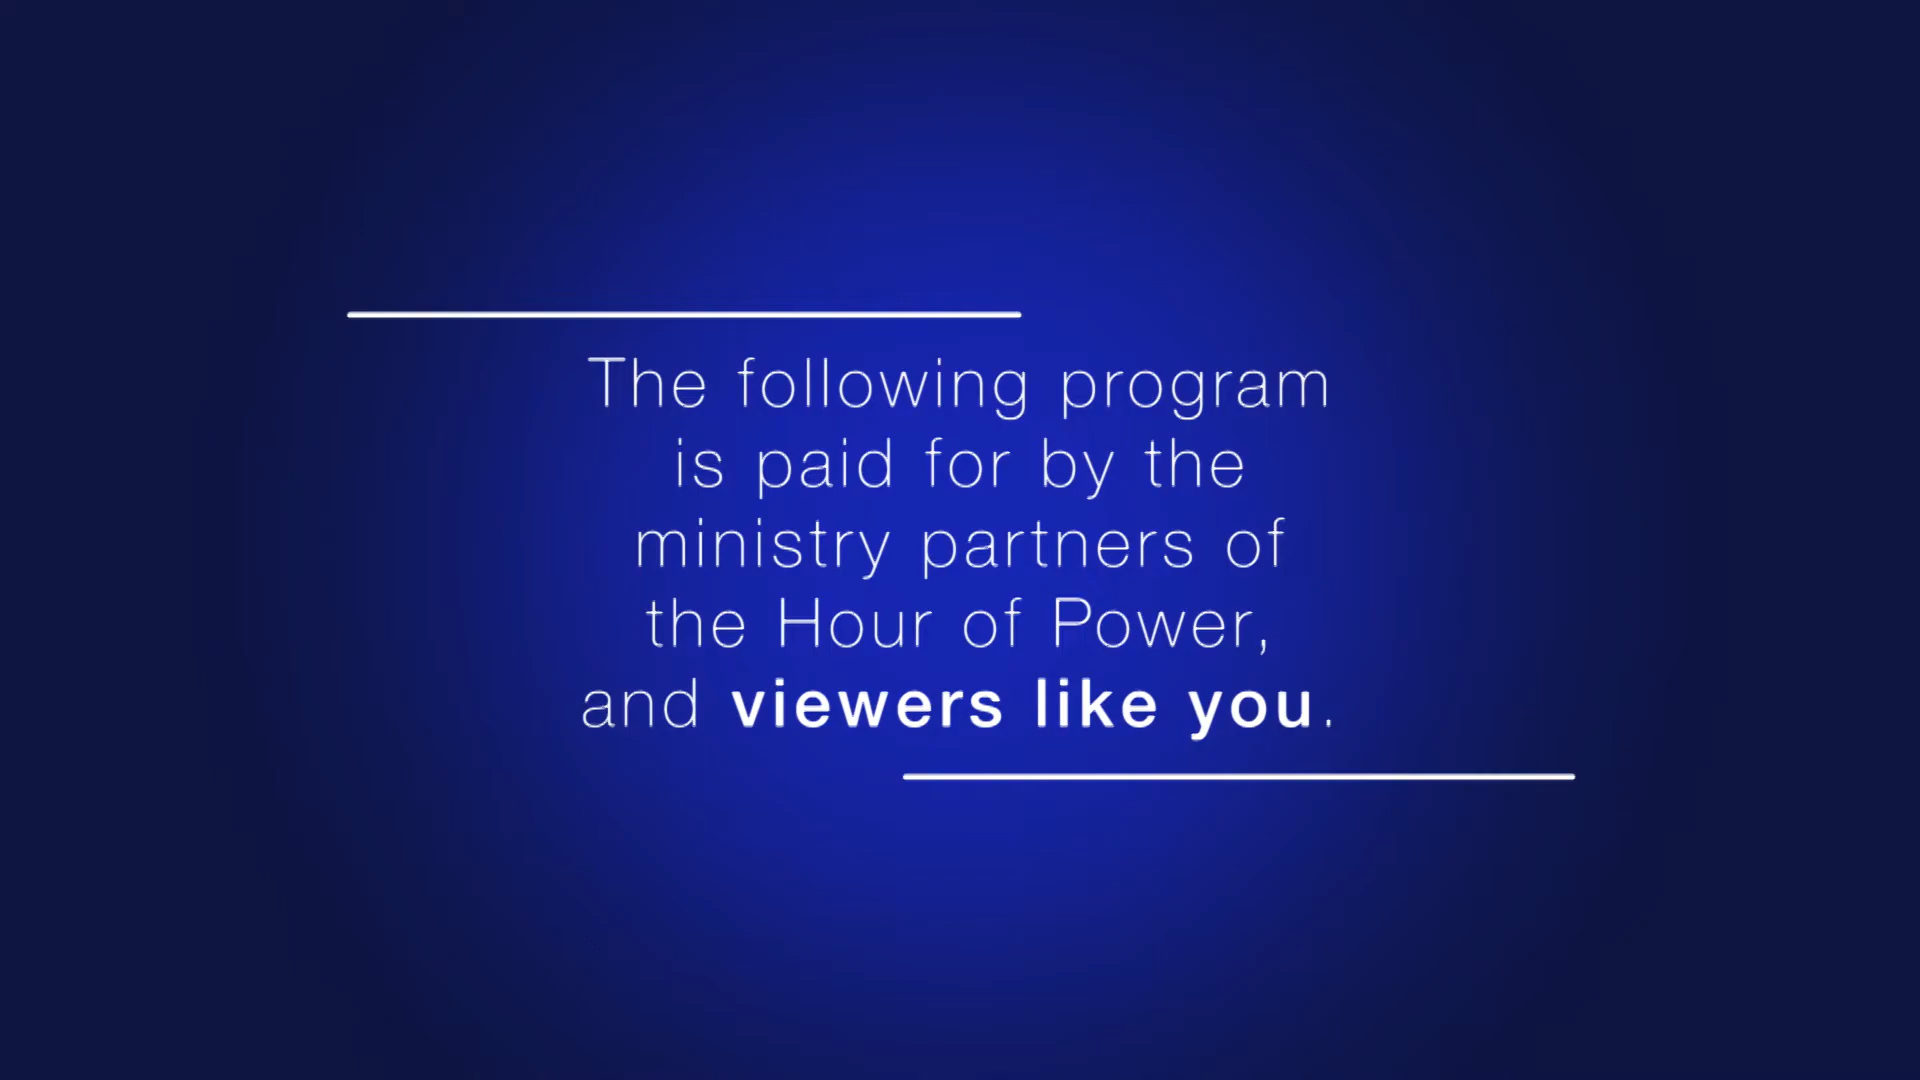 The following program
is paid for by the
ministry partners of
the Hour of Power,
and viewers like you.